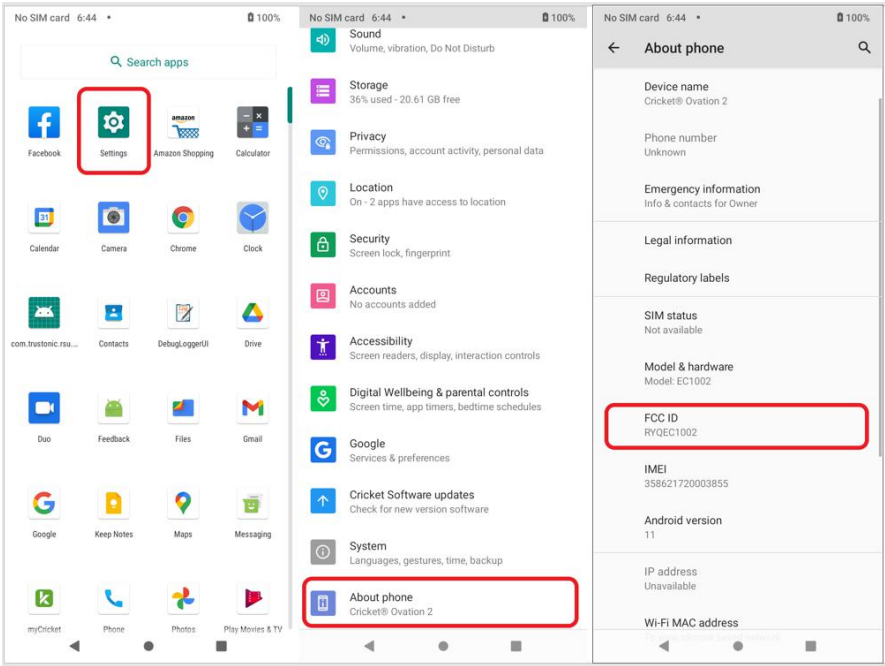 No SIM card 6:44 • 100%
Search apps
Facebook Settings Amazon Shopping Calculator
amazon
31
Calendar Camera Chrome Clock
com.trustonic.rsu... Contacts DebugLoggerUI Drive
Duo Feedback Files Gmail
Google Keep Notes Maps Messaging
myCricket Phone Photos Play Movies & TV
No SIM card 6:44 • 100%
Sound
Volume, vibration, Do Not Disturb
Storage
36% used - 20.61 GB free
Privacy
Permissions, account activity, personal data
Location
On - 2 apps have access to location
Security
Screen lock, fingerprint
Accounts
No accounts added
Accessibility
Screen readers, display, interaction controls
Digital Wellbeing & parental controls
Screen time, app timers, bedtime schedules
Google
Services & preferences
Cricket Software updates
Check for new version software
System
Languages, gestures, time, backup
About phone
Cricket® Ovation 2
No SIM card 6:44 • 100%
About phone
Device name
Cricket® Ovation 2
Phone number
Unknown
Emergency information
Info & contacts for Owner
Legal information
Regulatory labels
SIM status
Not available
Model & hardware
Model: EC1002
FCC ID
RYQEC1002
IMEI
358621720003855
Android version
11
IP address
Unavailable
Wi-Fi MAC address